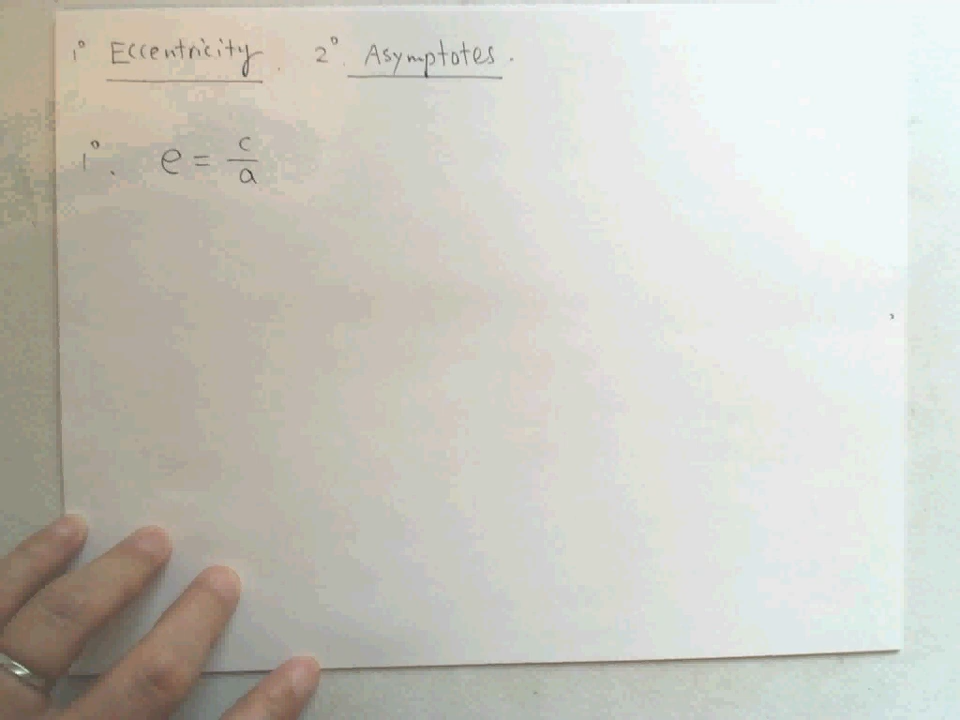 1° Eccentricity. 2°. Asymptotes.
1°. e = c/a